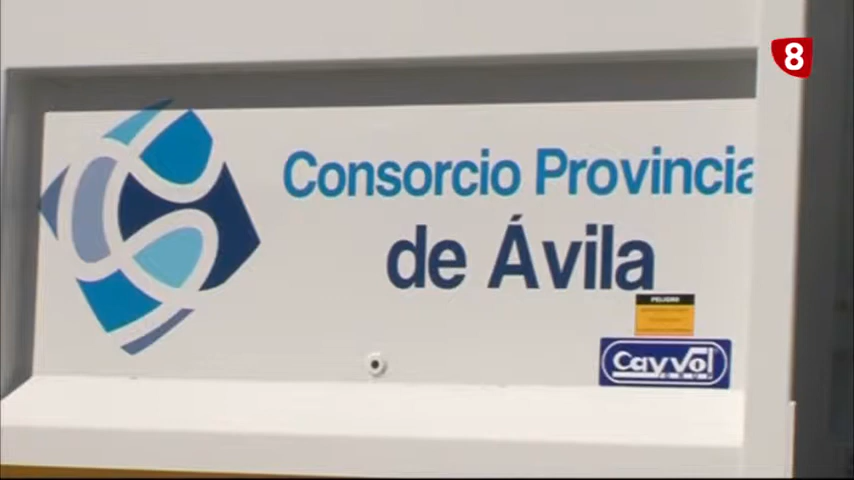 8
Consorcio Provincia
de Ávila
PELIGRO
CayVol